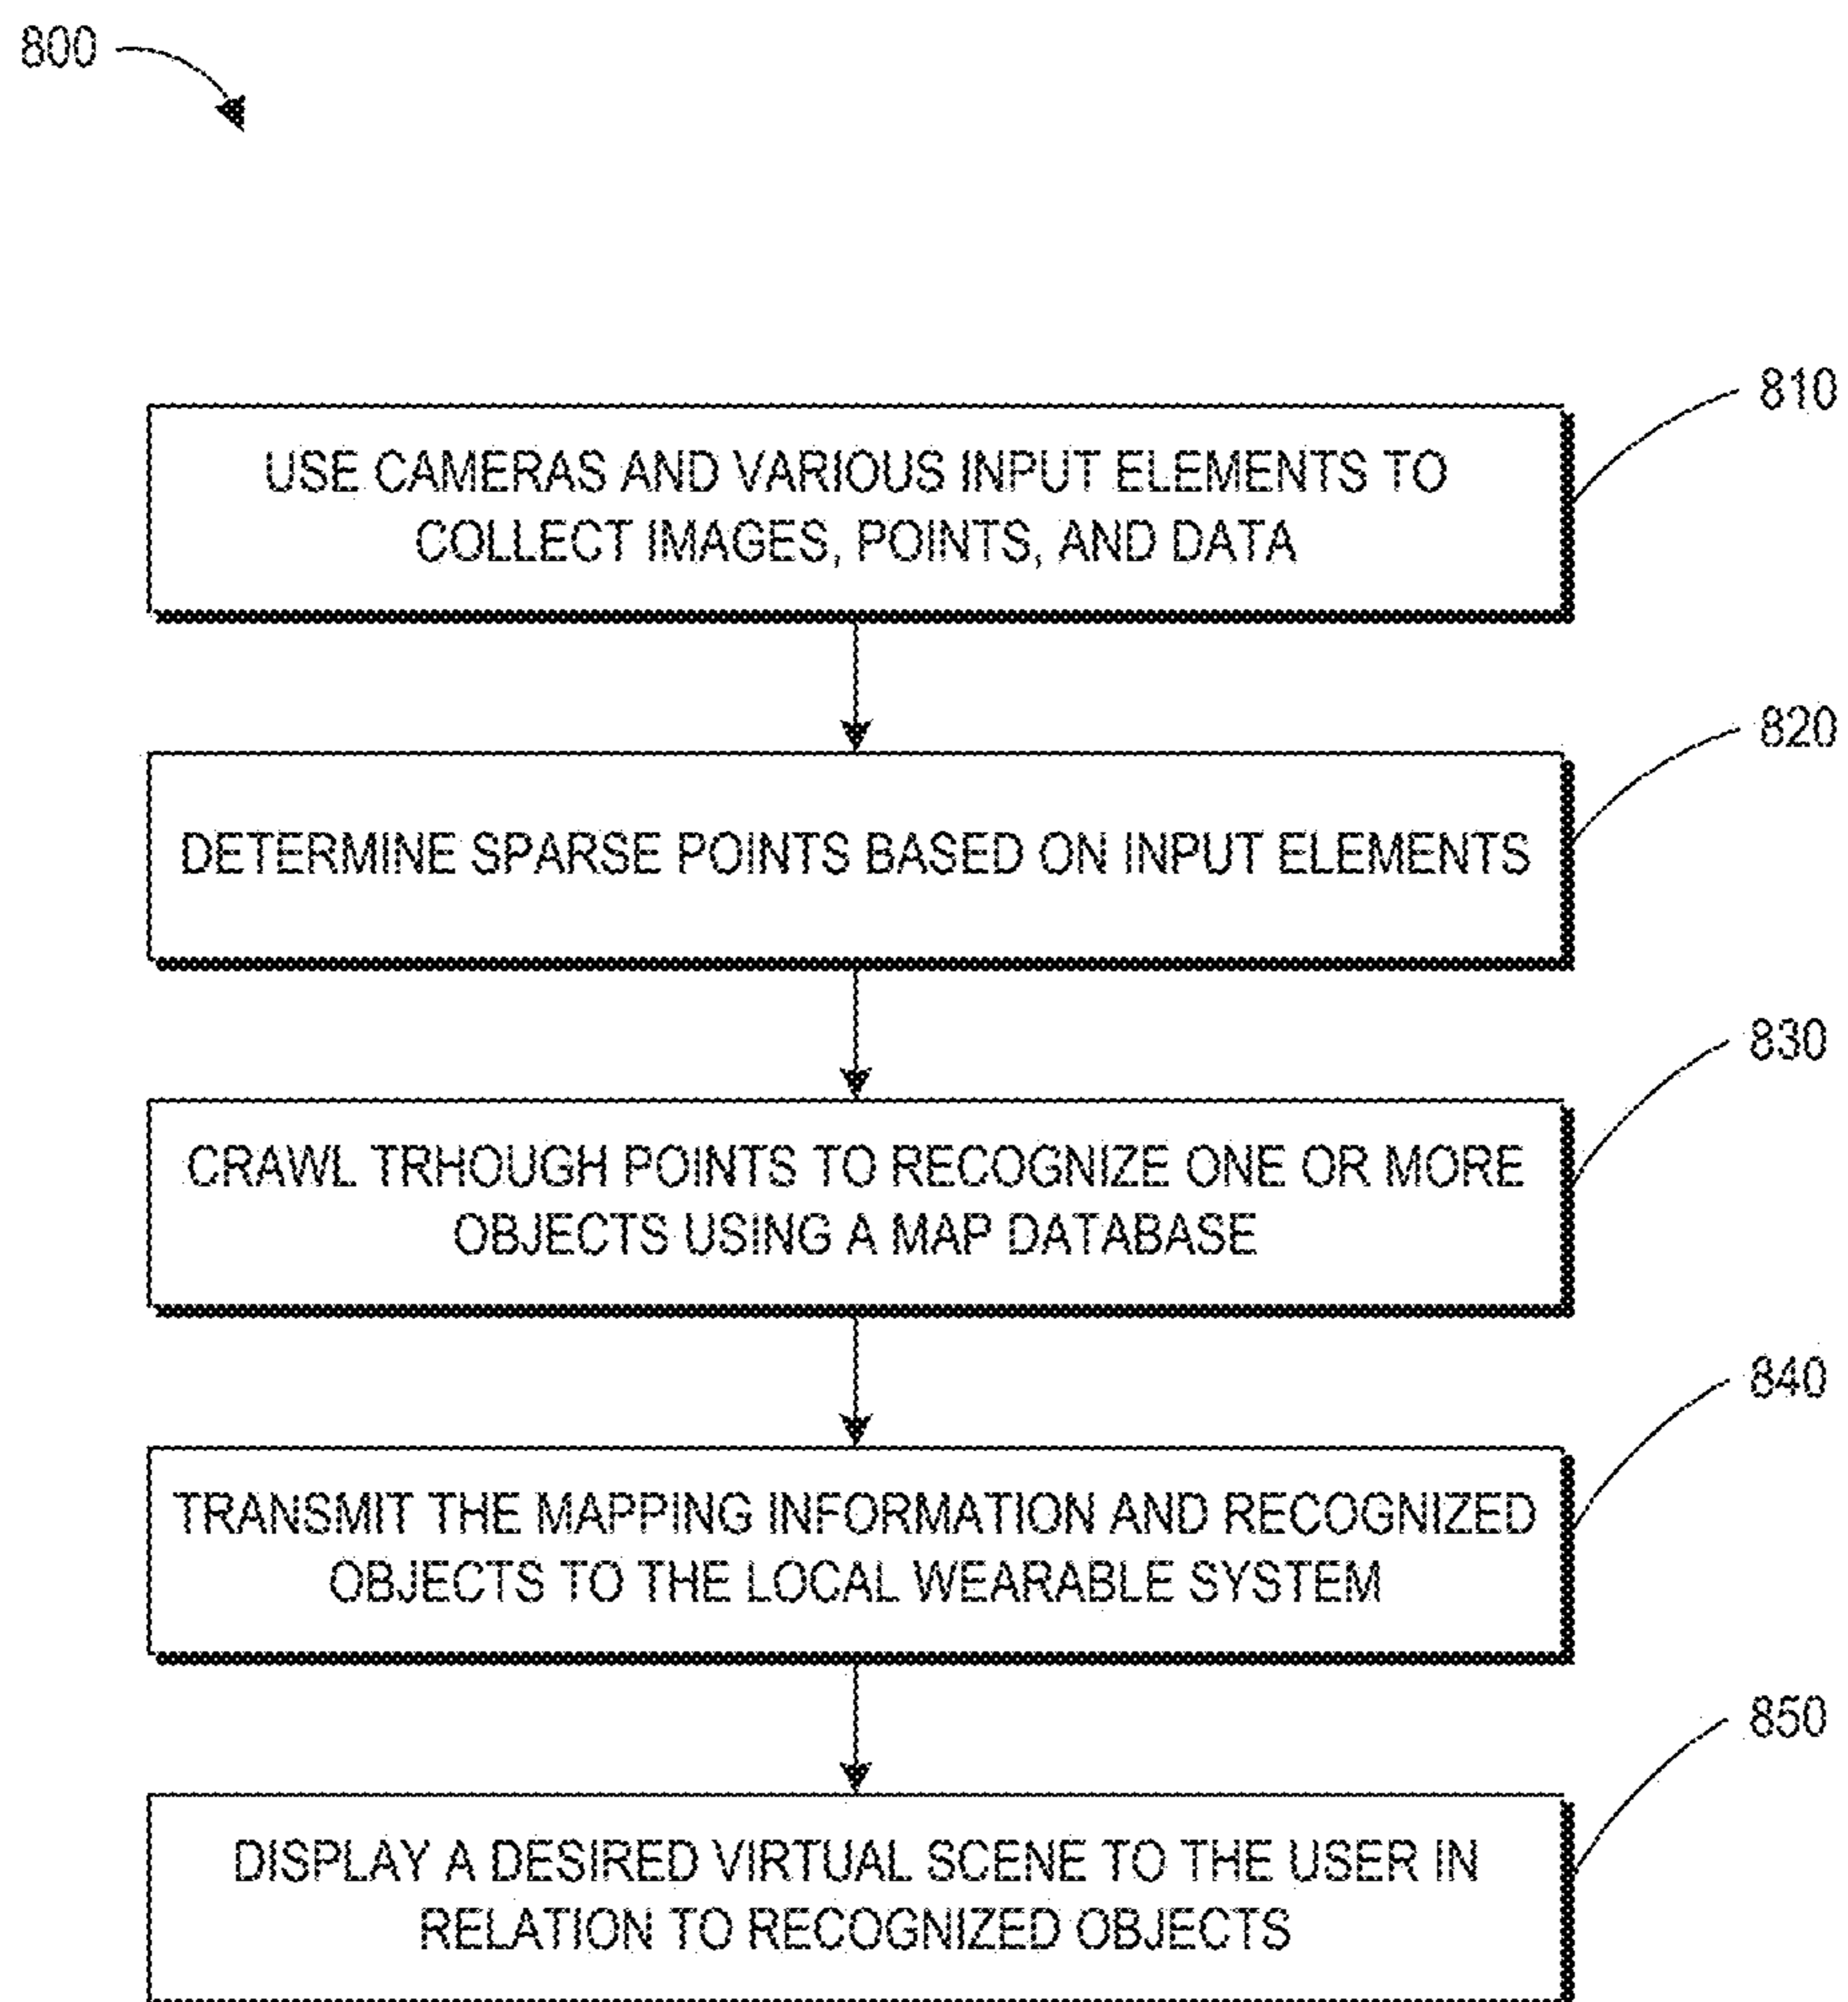 800
810
USE CAMERAS AND VARIOUS INPUT ELEMENTS TO
COLLECT IMAGES, POINTS, AND DATA
820
DETERMINE SPARSE POINTS BASED ON INPUT ELEMENTS
830
CRAWL TRHOUGH POINTS TO RECOGNIZE ONE OR MORE
OBJECTS USING A MAP DATABASE
840
TRANSMIT THE MAPPING INFORMATION AND RECOGNIZED
OBJECTS TO THE LOCAL WEARABLE SYSTEM
850
DISPLAY A DESIRED VIRTUAL SCENE TO THE USER IN
RELATION TO RECOGNIZED OBJECTS